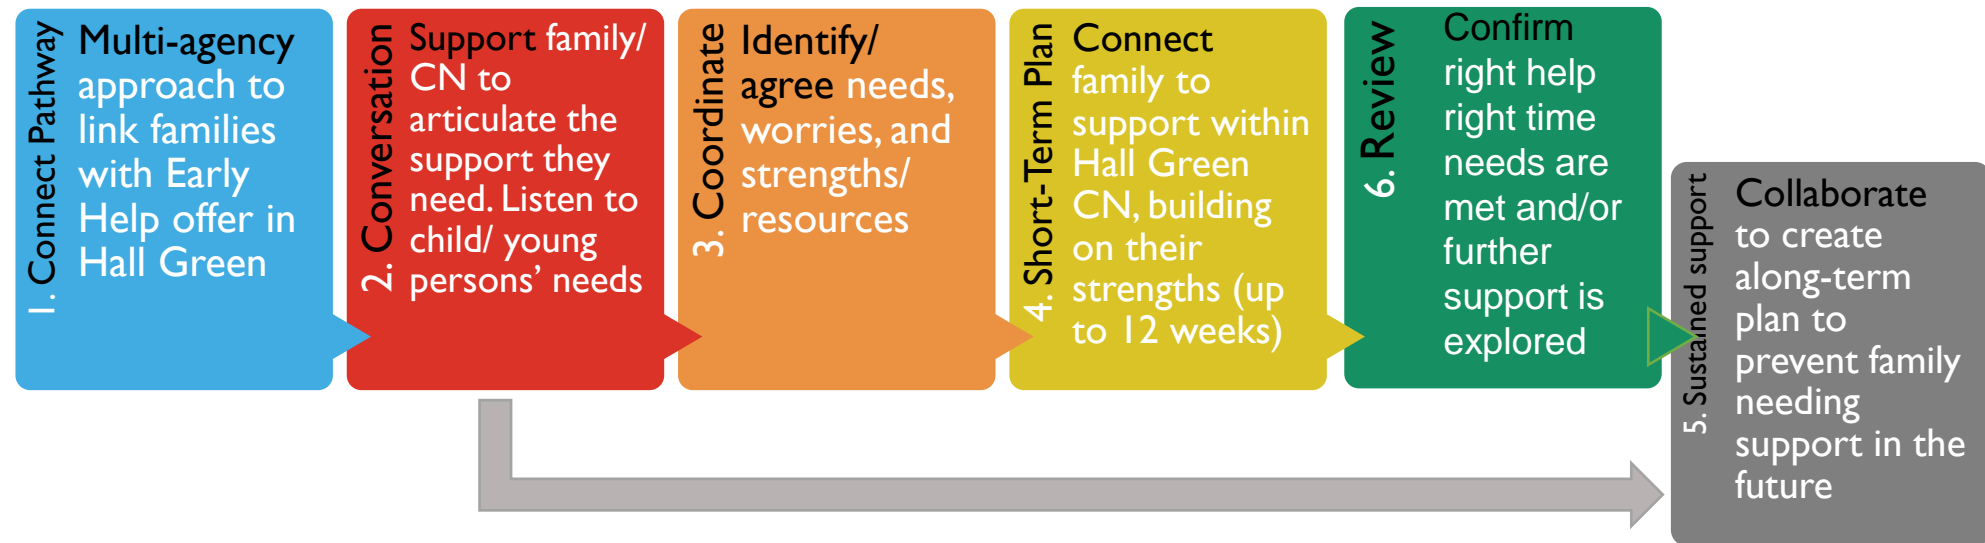 1. Connect Pathway
Multi-agency
approach to
link families
with Early
Help offer in
Hall Green
2. Conversation
Support family/
CN to
articulate the
support they
need. Listen to
child/ young
persons’ needs
3. Coordinate
Identify/
agree needs,
worries, and
strengths/
resources
4. Short-Term Plan
Connect
family to
support within
Hall Green
CN, building
on their
strengths (up
to 12 weeks)
6. Review
Confirm
right help
right time
needs are
met and/or
further
support is
explored
5. Sustained support
Collaborate
to create
along-term
plan to
prevent family
needing
support in the
future